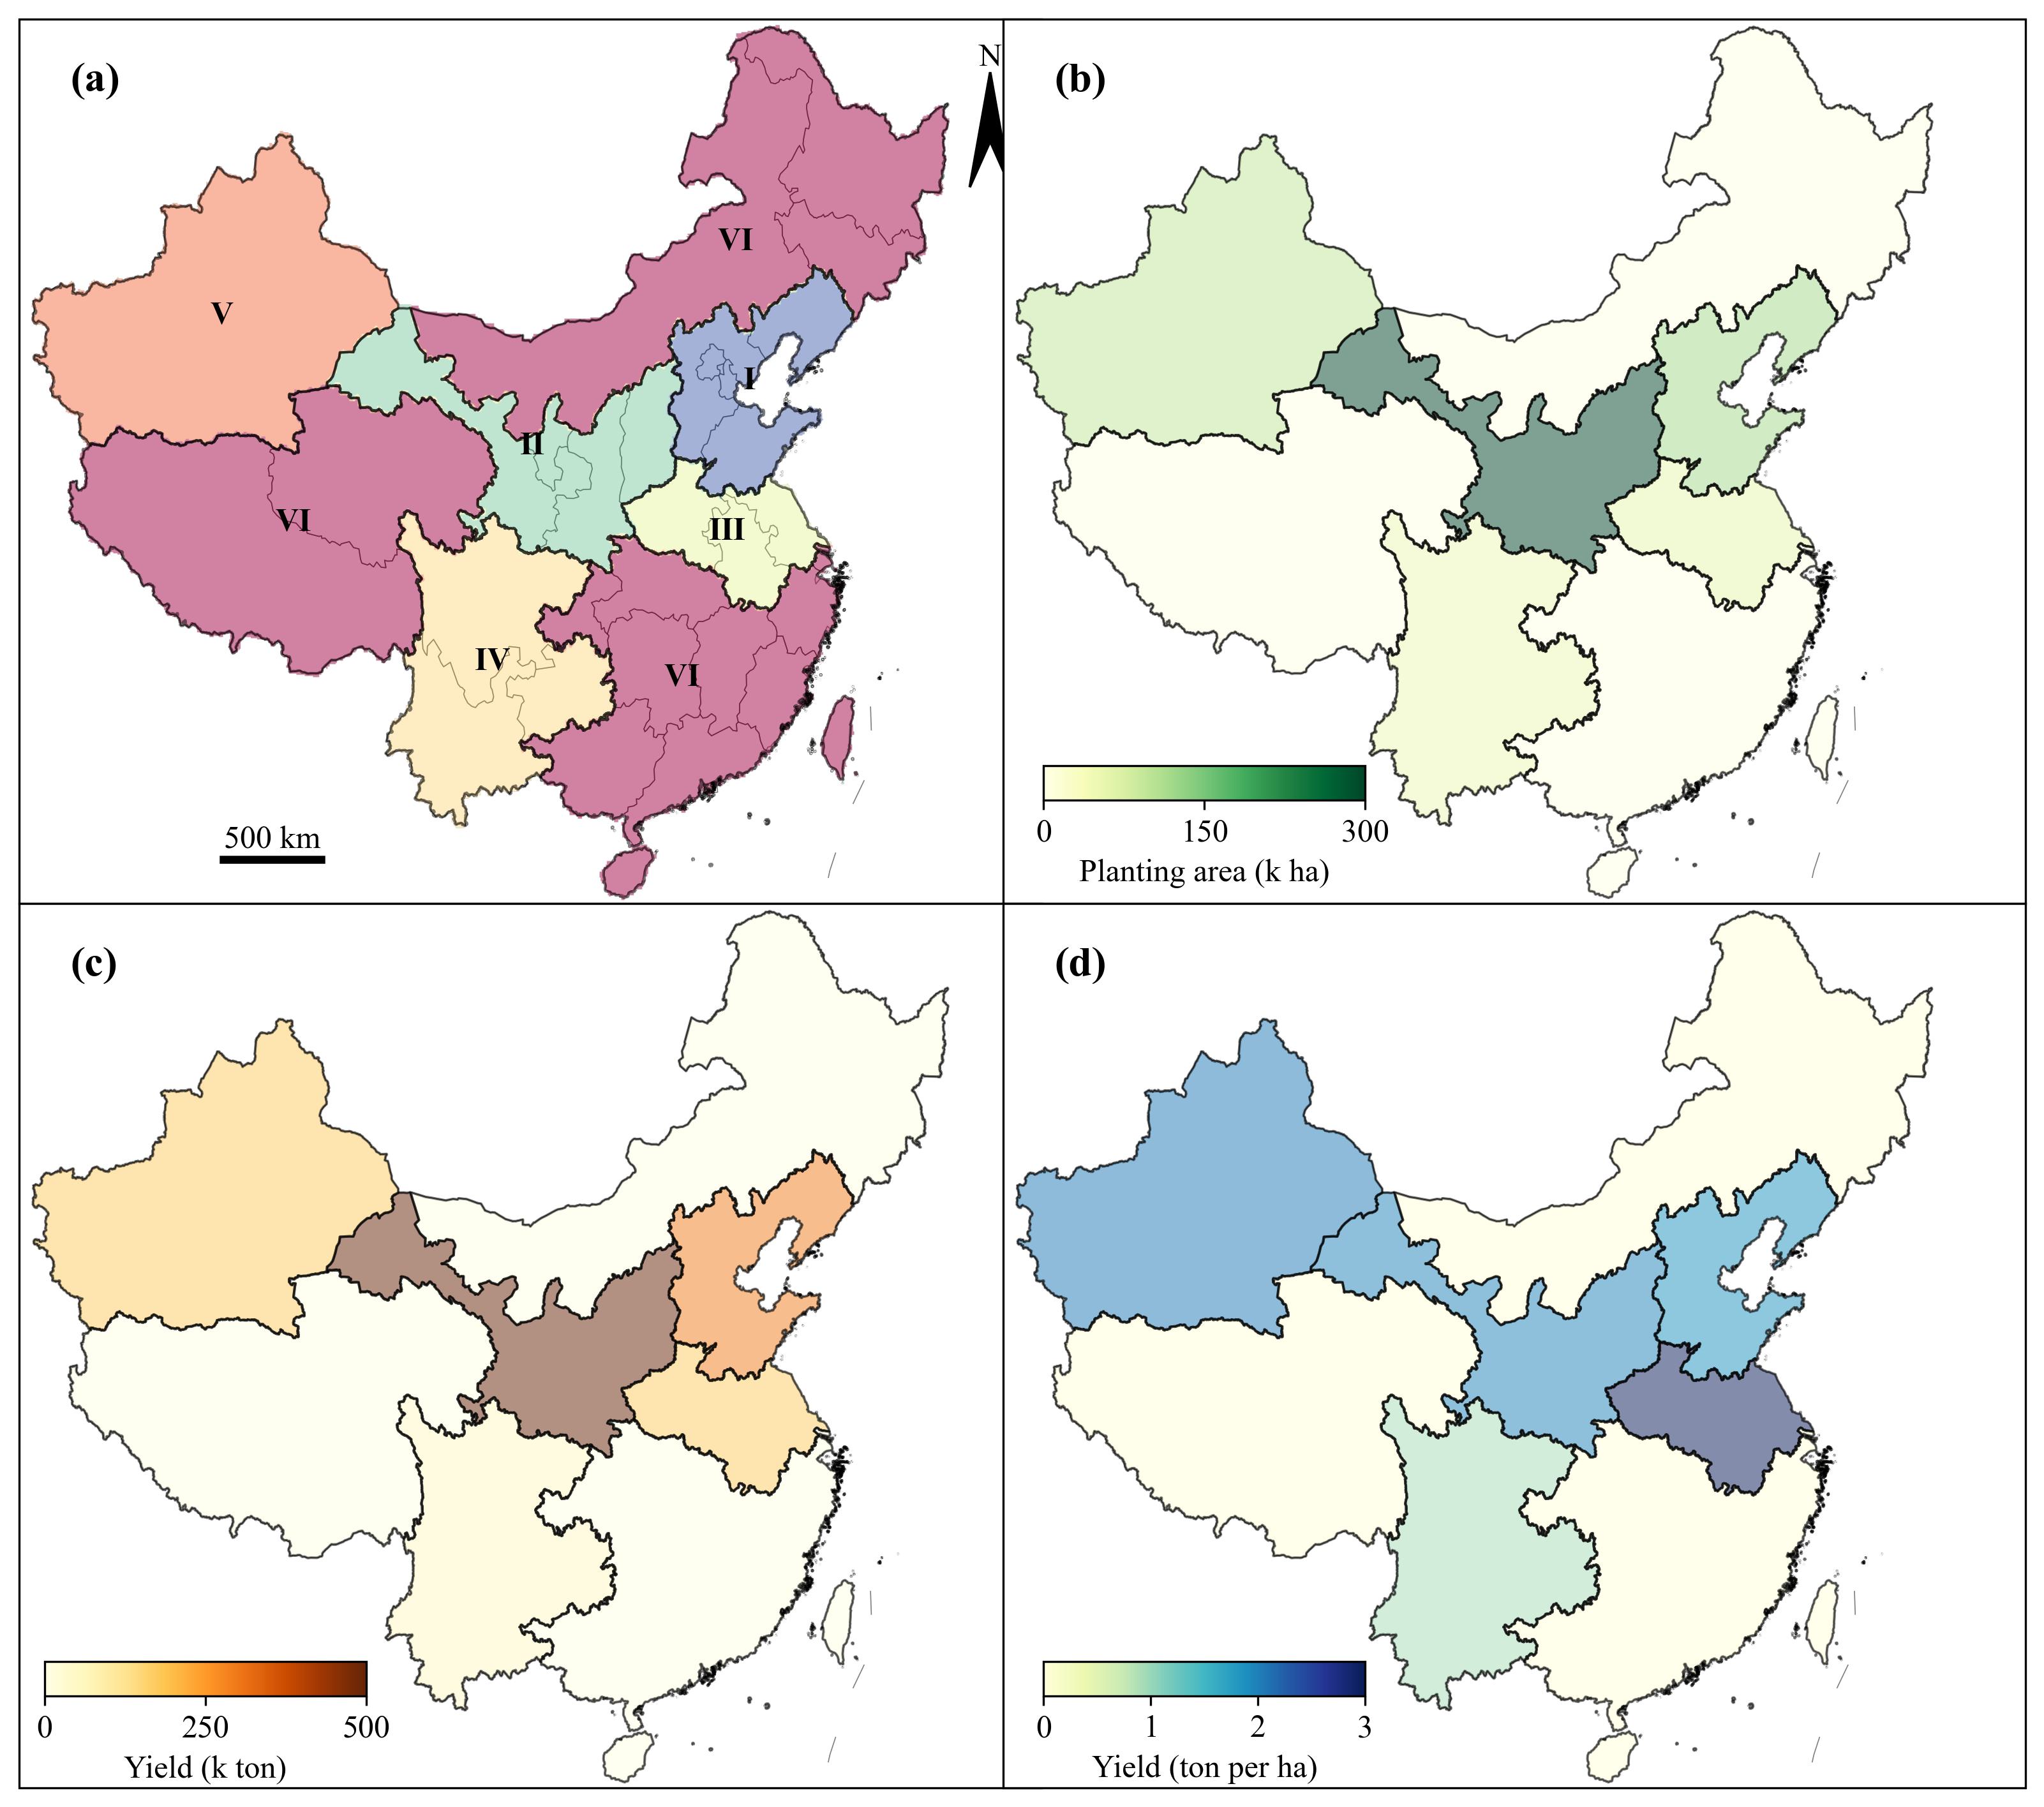 (a)
N
VI
V
I
II
VI
III
IV
VI
500 km
(b)
0 150 300
Planting area (k ha)
(c)
0 250 500
Yield (k ton)
(d)
0 1 2 3
Yield (ton per ha)